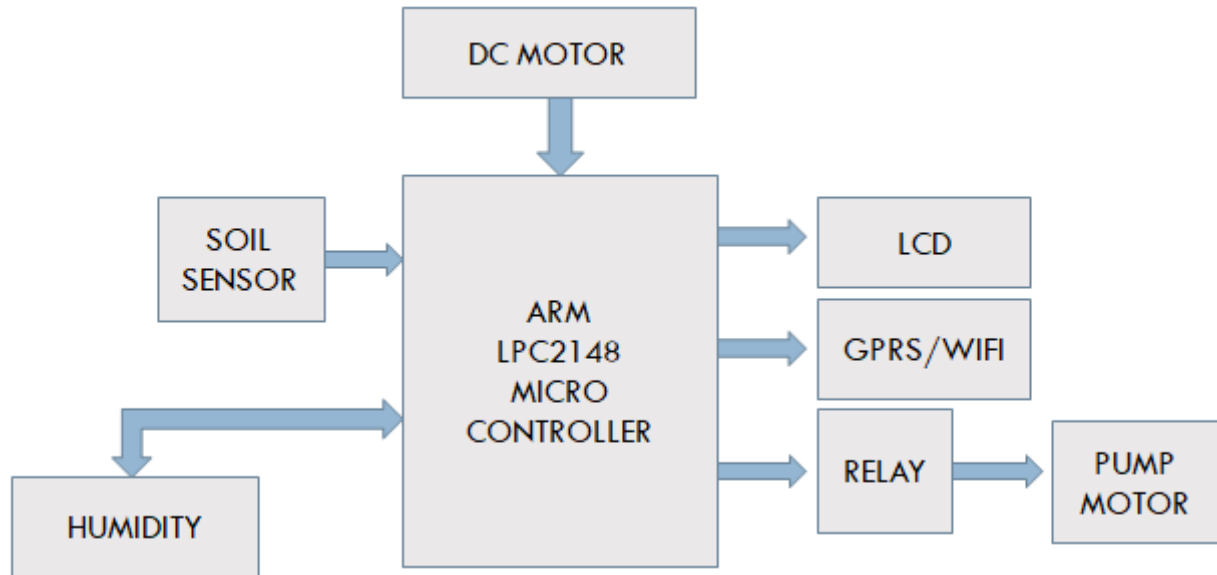 DC MOTOR
SOIL
SENSOR
ARM
LPC2148
MICRO
CONTROLLER
LCD
GPRS/WIFI
RELAY
PUMP
MOTOR
HUMIDITY